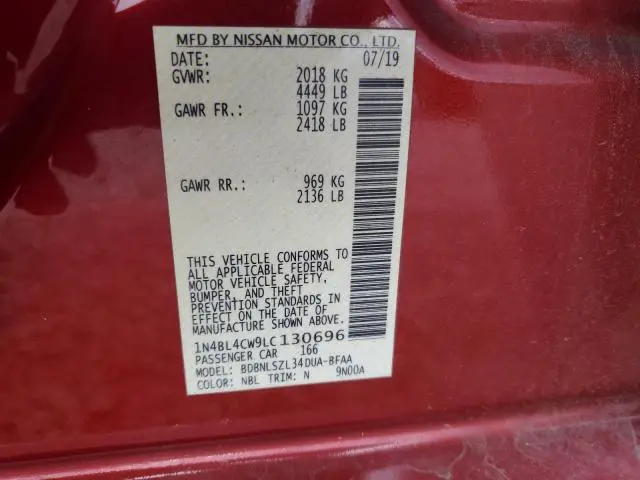 MFD BY NISSAN MOTOR CO., LTD.
DATE: 07/19
GVWR: 2018 KG
4449 LB
GAWR FR.: 1097 KG
2418 LB
GAWR RR.: 969 KG
2136 LB
THIS VEHICLE CONFORMS TO
ALL APPLICABLE FEDERAL
MOTOR VEHICLE SAFETY,
BUMPER, AND THEFT
PREVENTION STANDARDS IN
EFFECT ON THE DATE OF
MANUFACTURE SHOWN ABOVE.
1N4BL4CW9LC130696
PASSENGER CAR 166
MODEL: BDBNLSZL34DUA-BFAA
COLOR: NBL TRIM: N 9N00A